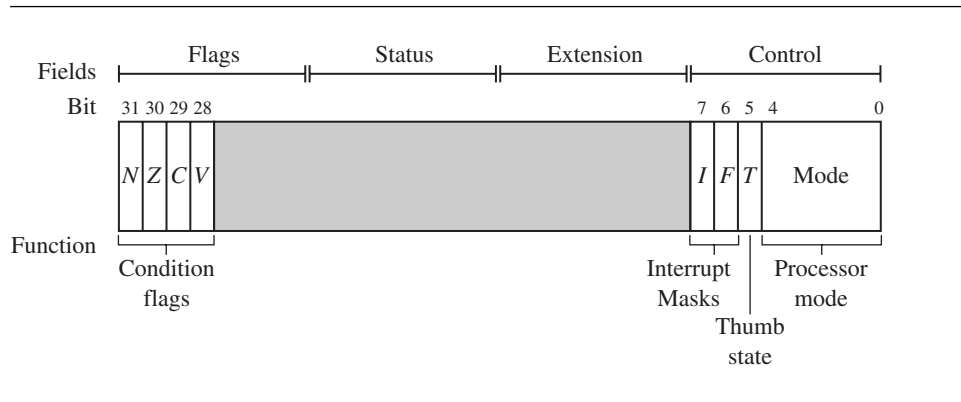 Fields Flags Status Extension Control
Bit 31 30 29 28 7 6 5 4 0
N Z C V I F T Mode
Function
Condition flags
Interrupt Masks
Processor mode
Thumb state